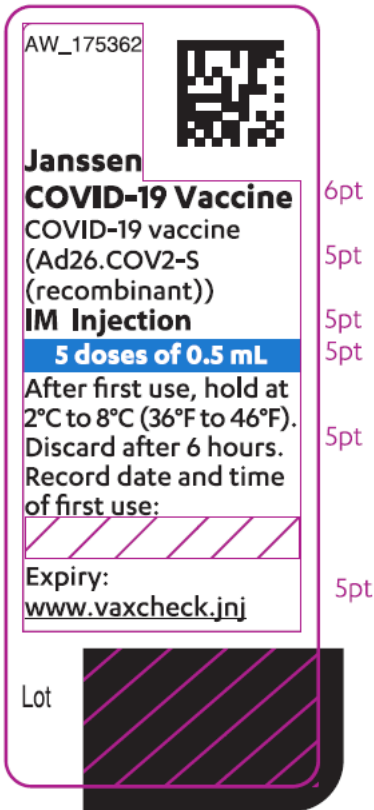 AW_175362
Janssen
COVID-19 Vaccine
6pt
COVID-19 vaccine
(Ad26.COV2-S
5pt
(recombinant))
IM Injection
5pt
5 doses of 0.5 mL
5pt
After first use, hold at
2°C to 8°C (36°F to 46°F).
Discard after 6 hours.
5pt
Record date and time
of first use:
Expiry:
5pt
www.vaxcheck.jnj
Lot